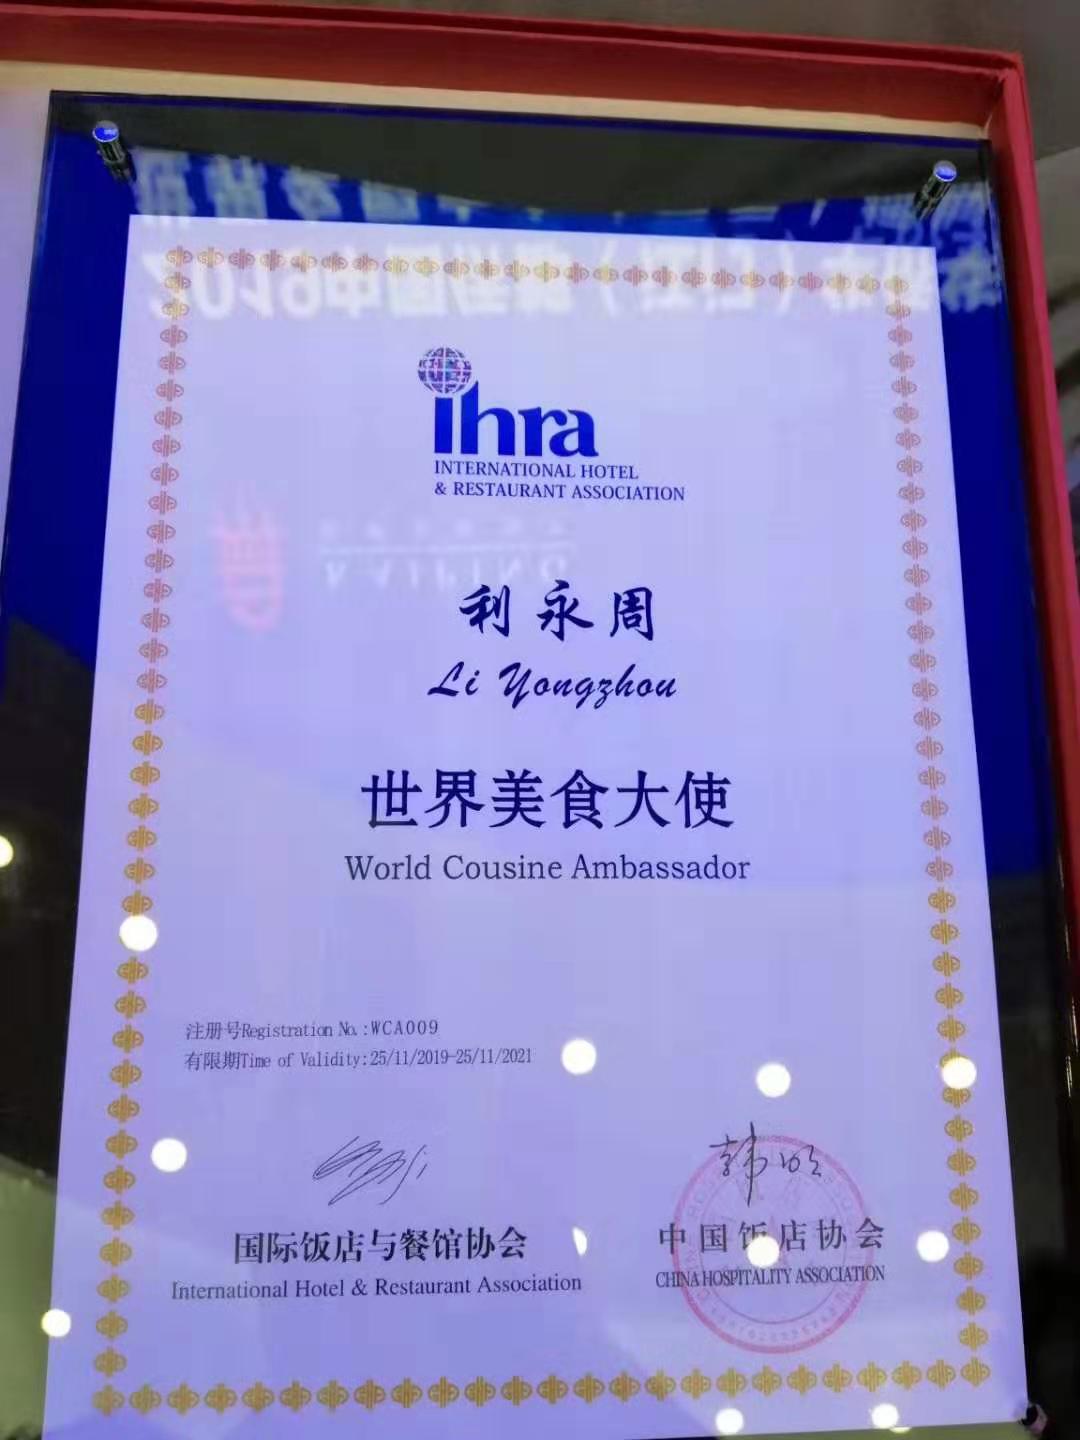 ihra
INTERNATIONAL HOTEL
& RESTAURANT ASSOCIATION
利永周
Li Yongzhou
世界美食大使
World Cousine Ambassador
注册号Registration No.:WCA009
有限期Time of Validity:25/11/2019-25/11/2021
国际饭店与餐馆协会
International Hotel & Restaurant Association
韩明
中国饭店协会
CHINA HOSPITALITY ASSOCIATION
KAIPING